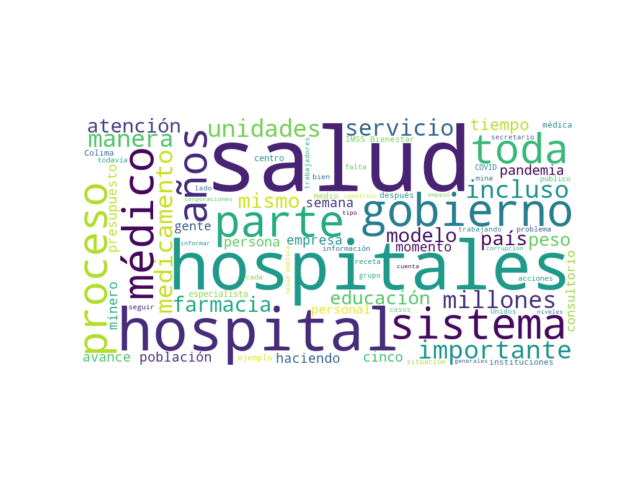 atención
unidades
servicio
tiempo
secretario
médica
manera
todavía
Colima
años
salud
trabajadores
IMSS Bienestar
toda
centro
COVID
corrupción
falta
pandemia
lado
bien
público
corporaciones
medio
construir
después
empezó
incluso
proceso
presupuesto
médico
medicamento
mismo
semana
tipo
gobierno
gente
parte
modelo
trabajando
problema
país
peso
persona
empresa
momento
informar
información
hospitales
salud pública
cada
receta
grupo
cuenta
acciones
consultorio
minero
especialista
educación
millones
mina
farmacia
personal
casos
Unidos
niveles
seguir
hospital
sistema
importante
avance
población
ejemplo
haciendo
cinco
situación
generales
instituciones